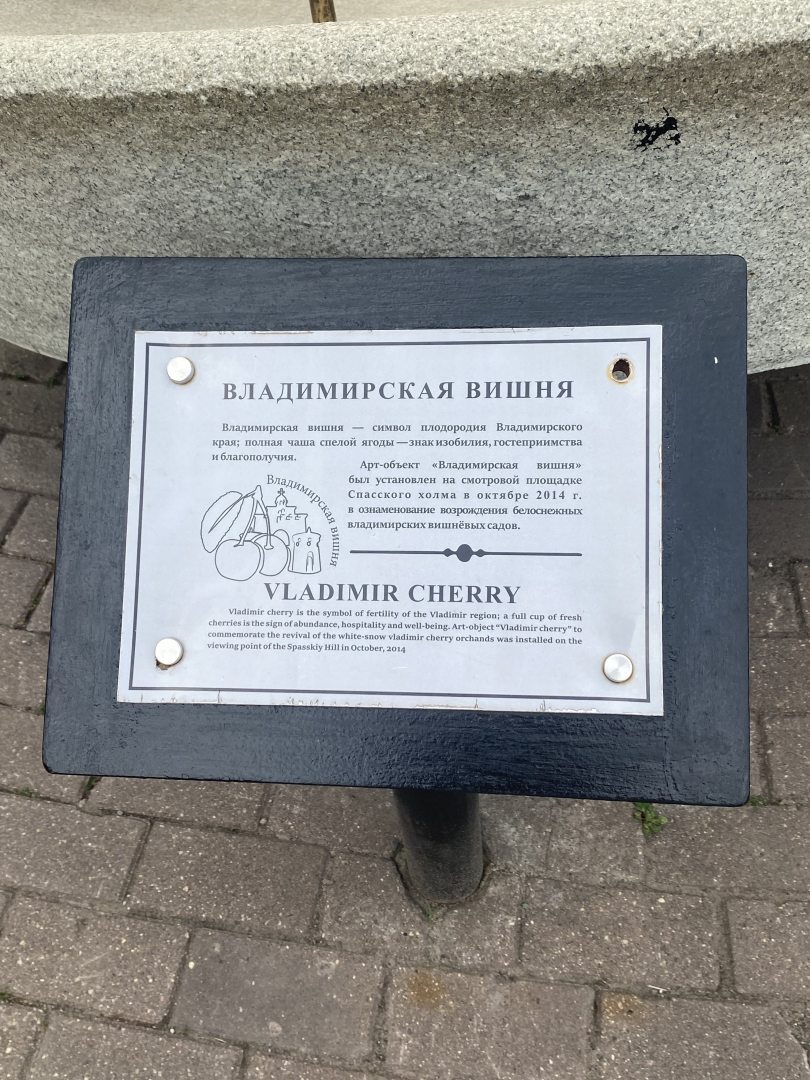 ВЛАДИМИРСКАЯ ВИШНЯ
Владимирская вишня — символ плодородия Владимирского
края; полная чаша спелой ягоды — знак изобилия, гостеприимства
и благополучия.
Арт-объект «Владимирская вишня»
был установлен на смотровой площадке
Спасского холма в октябре 2014 г.
в ознаменование возрождения белоснежных
владимирских вишнёвых садов.
Владимирская вишня
VLADIMIR CHERRY
Vladimir cherry is the symbol of fertility of the Vladimir region; a full cup of fresh
cherries is the sign of abundance, hospitality and well-being. Art-object "Vladimir cherry" to
commemorate the revival of the white-snow vladimir cherry orchands was installed on the
viewing point of the Spasskiy Hill in October, 2014